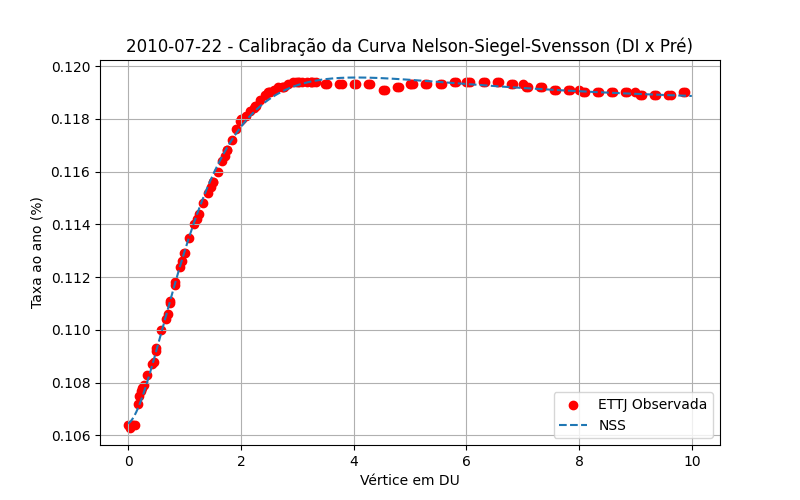 2010-07-22 - Calibração da Curva Nelson-Siegel-Svensson (DI x Pré)
0.120
0.118
0.116
0.114
0.112
0.110
0.108
0.106
Taxa ao ano (%)
ETTJ Observada
NSS
0 2 4 6 8 10
Vértice em DU